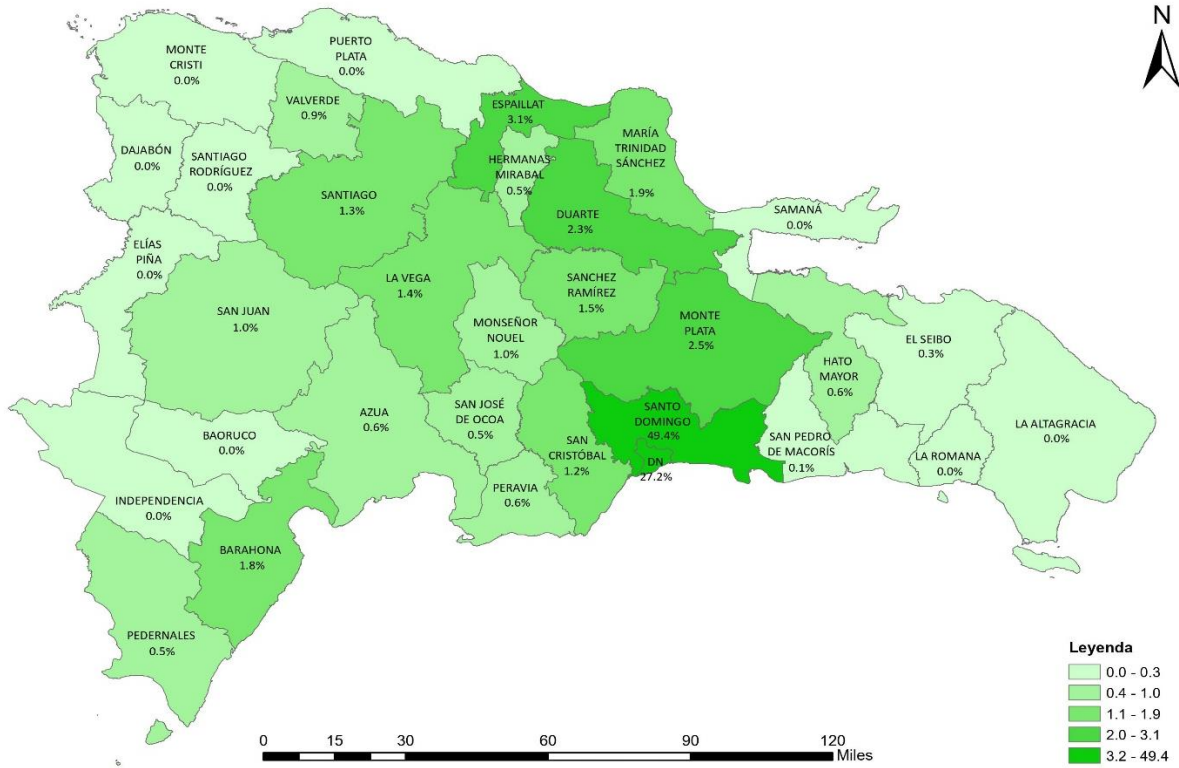 N
MONTE
CRISTI
0.0%
PUERTO
PLATA
0.0%
VALVERDE
0.9%
ESPAILLAT
3.1%
DAJABÓN
0.0%
SANTIAGO
RODRÍGUEZ
0.0%
HERMANAS
MIRABAL
0.5%
MARÍA
TRINIDAD
SÁNCHEZ
1.9%
SANTIAGO
1.3%
DUARTE
2.3%
SAMANÁ
0.0%
ELÍAS
PIÑA
0.0%
LA VEGA
1.4%
SANCHEZ
RAMÍREZ
1.5%
SAN JUAN
1.0%
MONSEÑOR
NOUEL
1.0%
MONTE
PLATA
2.5%
EL SEIBO
0.3%
HATO
MAYOR
0.6%
AZUA
0.6%
SAN JOSÉ
DE OCOA
0.5%
SANTO
DOMINGO
49.4%
LA ALTAGRACIA
0.0%
BAORUCO
0.0%
SAN
CRISTÓBAL
1.2%
DN
27.2%
SAN PEDRO
DE MACORÍS
0.1%
LA ROMANA
0.0%
PERAVIA
0.6%
INDEPENDENCIA
0.0%
BARAHONA
1.8%
PEDERNALES
0.5%
Leyenda
0.0 - 0.3
0.4 - 1.0
1.1 - 1.9
2.0 - 3.1
3.2 - 49.4
0 15 30 60 90 120
Miles